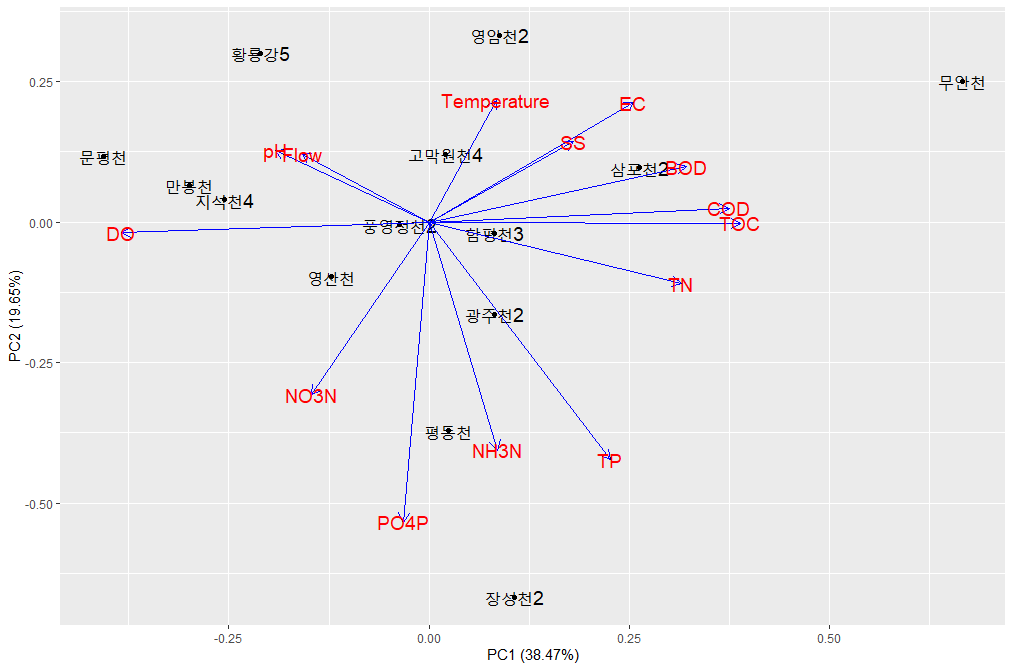 영암천2
황룡강5
무안천
0.25
Temperature
EC
SS
pH
Flow
고막원천4
문평천
삼포천2
BOD
만봉천
지석천4
COD
0.00
TOC
풍영정천2
함평천3
DO
영산천
TN
광주천2
PC2 (19.65%)
-0.25
NO3N
평동천
NH3N
TP
-0.50
PO4P
장성천2
-0.25
0.00
0.25
0.50
PC1 (38.47%)